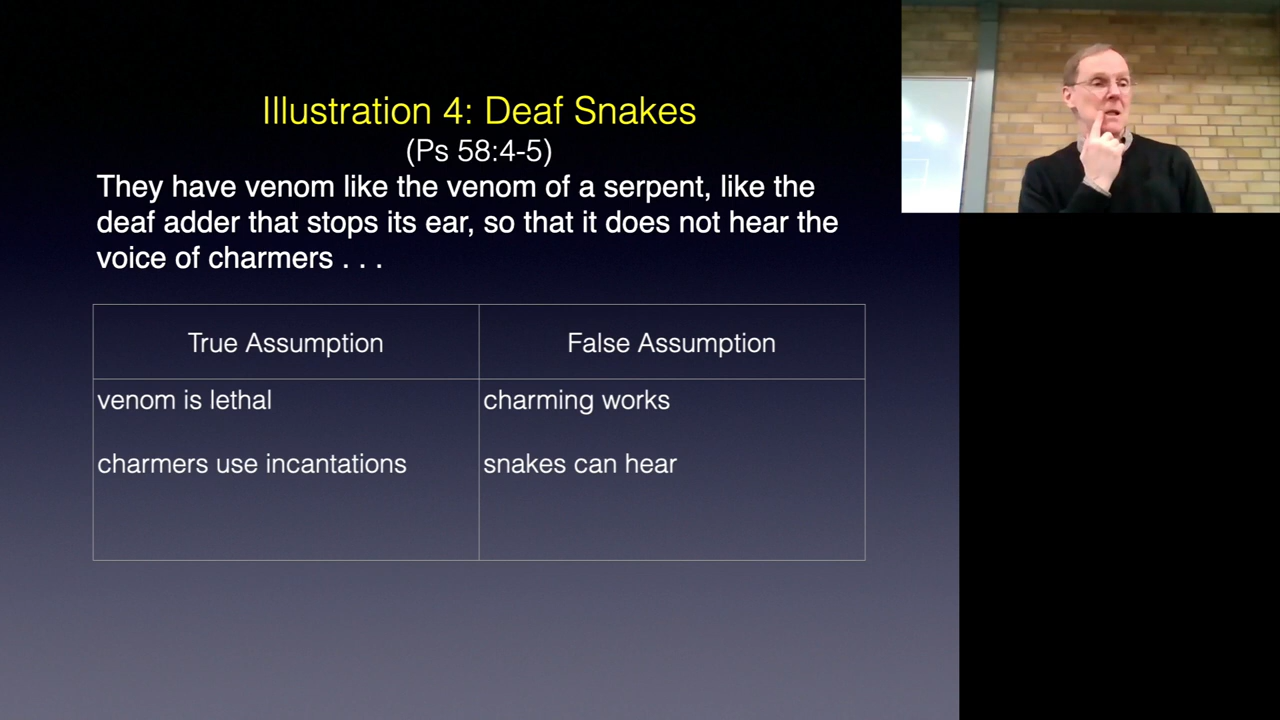 Illustration 4: Deaf Snakes
(Ps 58:4-5)
They have venom like the venom of a serpent, like the
deaf adder that stops its ear, so that it does not hear the
voice of charmers . . .
True Assumption
False Assumption
venom is lethal
charming works
charmers use incantations
snakes can hear